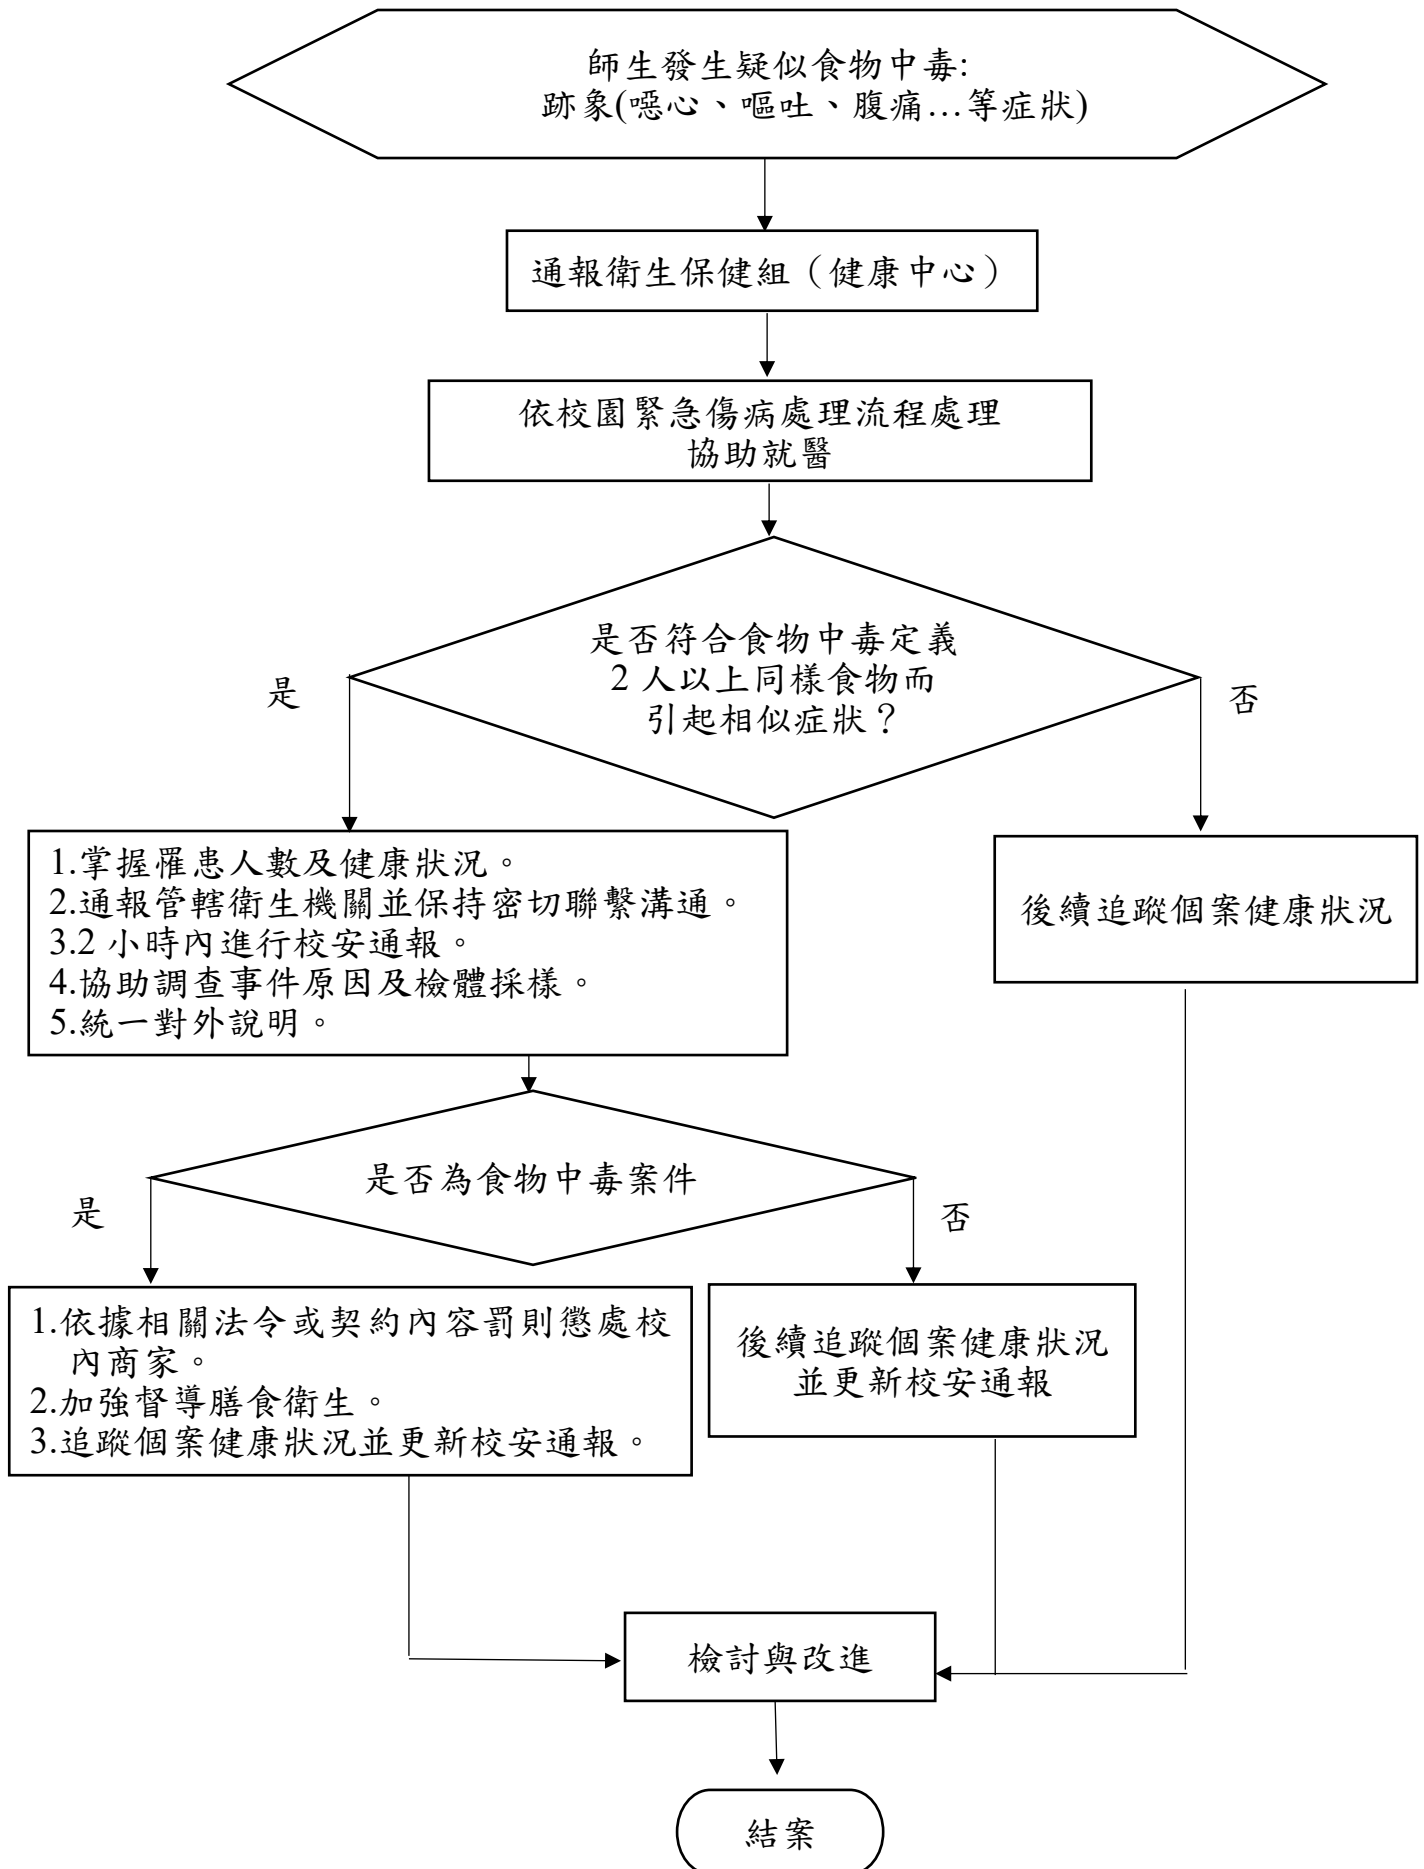 師生發生疑似食物中毒:
跡象(噁心、嘔吐、腹痛…等症狀)
通報衛生保健組（健康中心）
依校園緊急傷病處理流程處理
協助就醫
是否符合食物中毒定義
2 人以上同樣食物而
引起相似症狀？
是
否
1.掌握罹患人數及健康狀況。
2.通報管轄衛生機關並保持密切聯繫溝通。
3.2 小時內進行校安通報。
4.協助調查事件原因及檢體採樣。
5.統一對外說明。
後續追蹤個案健康狀況
是否為食物中毒案件
是
否
1.依據相關法令或契約內容罰則懲處校
內商家。
2.加強督導膳食衛生。
3.追蹤個案健康狀況並更新校安通報。
後續追蹤個案健康狀況
並更新校安通報
檢討與改進
結案